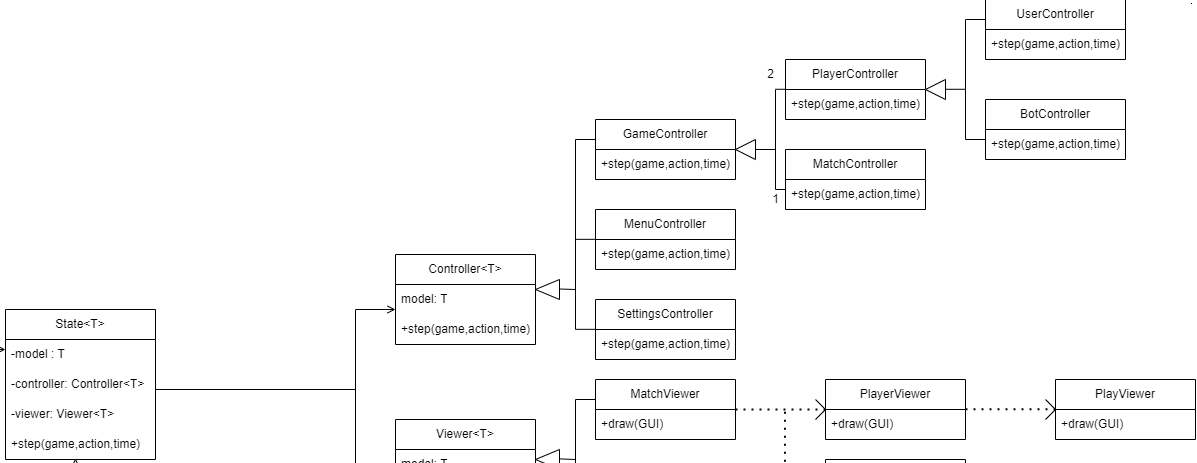 UserController
+step(game,action,time)
2
PlayerController
+step(game,action,time)
BotController
+step(game,action,time)
GameController
+step(game,action,time)
MatchController
+step(game,action,time)
1
MenuController
+step(game,action,time)
Controller<T>
model: T
+step(game,action,time)
SettingsController
+step(game,action,time)
State<T>
-model : T
-controller: Controller<T>
-viewer: Viewer<T>
+step(game,action,time)
MatchViewer
+draw(GUI)
PlayerViewer
+draw(GUI)
PlayViewer
+draw(GUI)
Viewer<T>
model: T